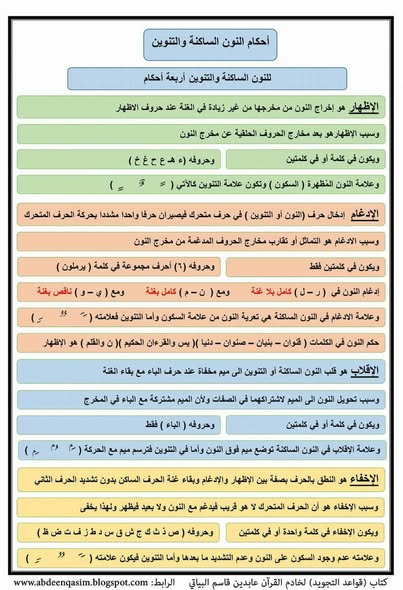 أحكام النون الساكنة والتنوين
للنون الساكنة والتنوين أربعة أحكام
الإظهار هو إخراج النون من مخرجها من غير زيادة في الغنة عند حروف الاظهار
وسبب الإظهار هو بعد مخارج الحروف الحلقية عن مخرج النون
ويكون في كلمة أو في كلمتين
وحروفه (ء هـ ع ح غ خ )
وعلامة النون المُظهرة ( السكون ) وتكون علامة التنوين كالآتي ( ـً ـٌ ـٍ )
الإدغام إدخال حرف (النون أو التنوين ) في حرف متحرك فيصيران حرفا واحدا مشددا بحركة الحرف المتحرك
وسبب الادغام هو التماثل أو تقارب مخارج الحروف المدغمة من مخرج النون
ويكون في كلمتين فقط
وحروفه (٦) أحرف مجموعة في كلمة ( يرملون )
إدغام النون في ( ر – ل ) كامل بلا غنة ومع ( ن – م ) كامل بغنة ومع ( ي – و ) ناقص بغنة
وعلامة الادغام في النون الساكنة هي تعرية النون من علامة السكون وأما التنوين فعلامته ( ـً ـٌ ـٍ )
حكم النون في الكلمات ( قنوان – بنيان – صنوان – دنيا )( يس والقرءان الحكيم )( ن والقلم ) هو الإظهار
الإقلاب هو قلب النون الساكنة أو التنوين الى ميم مخفاة عند حرف الباء مع بقاء الغنة
وسبب تحويل النون الى الميم لاشتراكهما في الصفات ولأن الميم مشتركة مع الباء في المخرج
ويكون في كلمة أو في كلمتين
وحروفه ( الباء ) فقط
وعلامة الإقلاب في النون الساكنة توضع ميم فوق النون وأما في التنوين فترسم ميم مع الحركة ( ـَم ـُم ـِم )
الإخفاء هو النطق بالحرف بصفة بين الإظهار والإدغام وبقاء غنة الحرف الساكن بدون تشديد الحرف الثاني
وسبب الإخفاء هو أن الحرف المتحرك لا هو قريب فيدغم مع النون ولا بعيد فيظهر ولهذا يخفى
ويكون الإخفاء في كلمة واحدة أو في كلمتين
وحروفه ( ص ذ ث ك ج ش ق س د ط ز ف ت ض ظ )
وعلامته عدم وجود السكون على النون وعدم التشديد ما بعدها وأما التنوين فيكون علامته ( ـً ـٌ ـٍ )
كتاب (قواعد التجويد) لخادم القرآن عابدين قاسم البياتي الرابط: www.abdeenqasim.blogspot.com